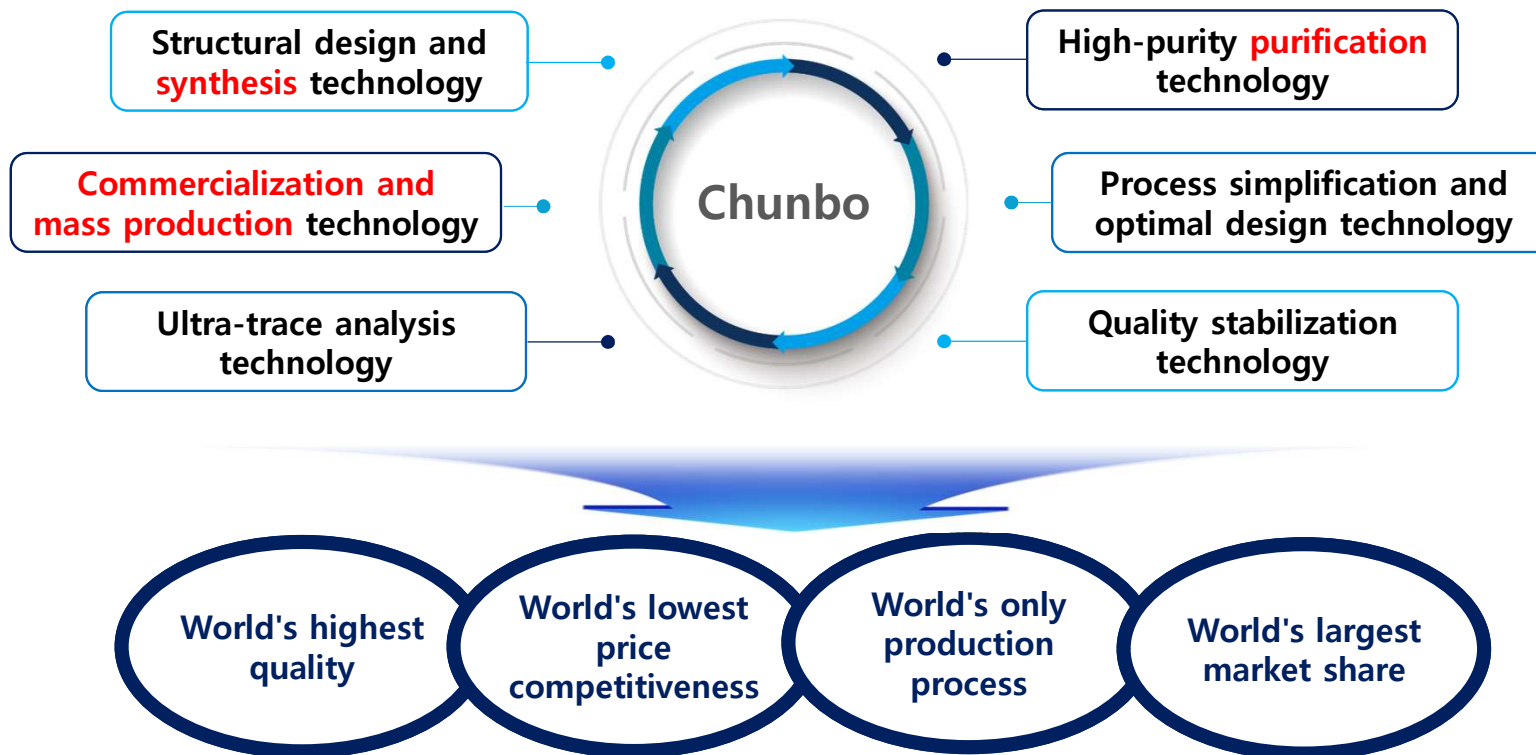 Structural design and
synthesis technology
High-purity purification
technology
Commercialization and
mass production technology
Chunbo
Process simplification and
optimal design technology
Ultra-trace analysis
technology
Quality stabilization
technology
World's highest
quality
World's lowest
price
competitiveness
World's only
production
process
World's largest
market share